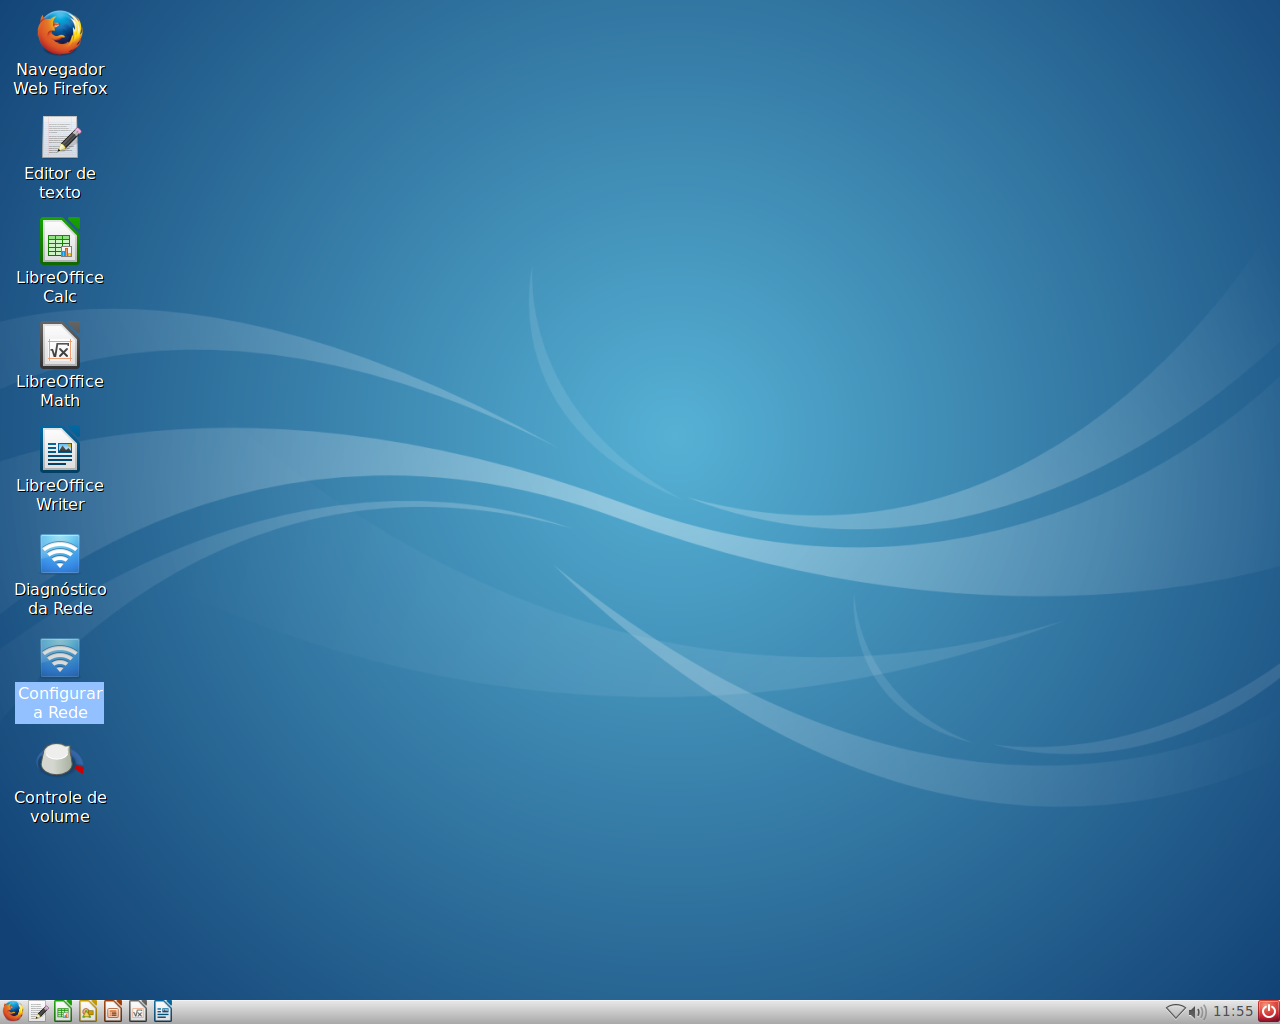 Navegador
Web Firefox
Editor de
texto
LibreOffice
Calc
LibreOffice
Math
LibreOffice
Writer
Diagnóstico
da Rede
Configurar
a Rede
Controle de
volume
11:55